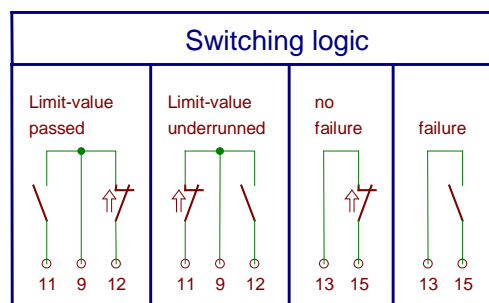 Switching logic
Limit-value
passed
Limit-value
underrunned
no
failure
failure
11 9 12
11 9 12
13 15
13 15